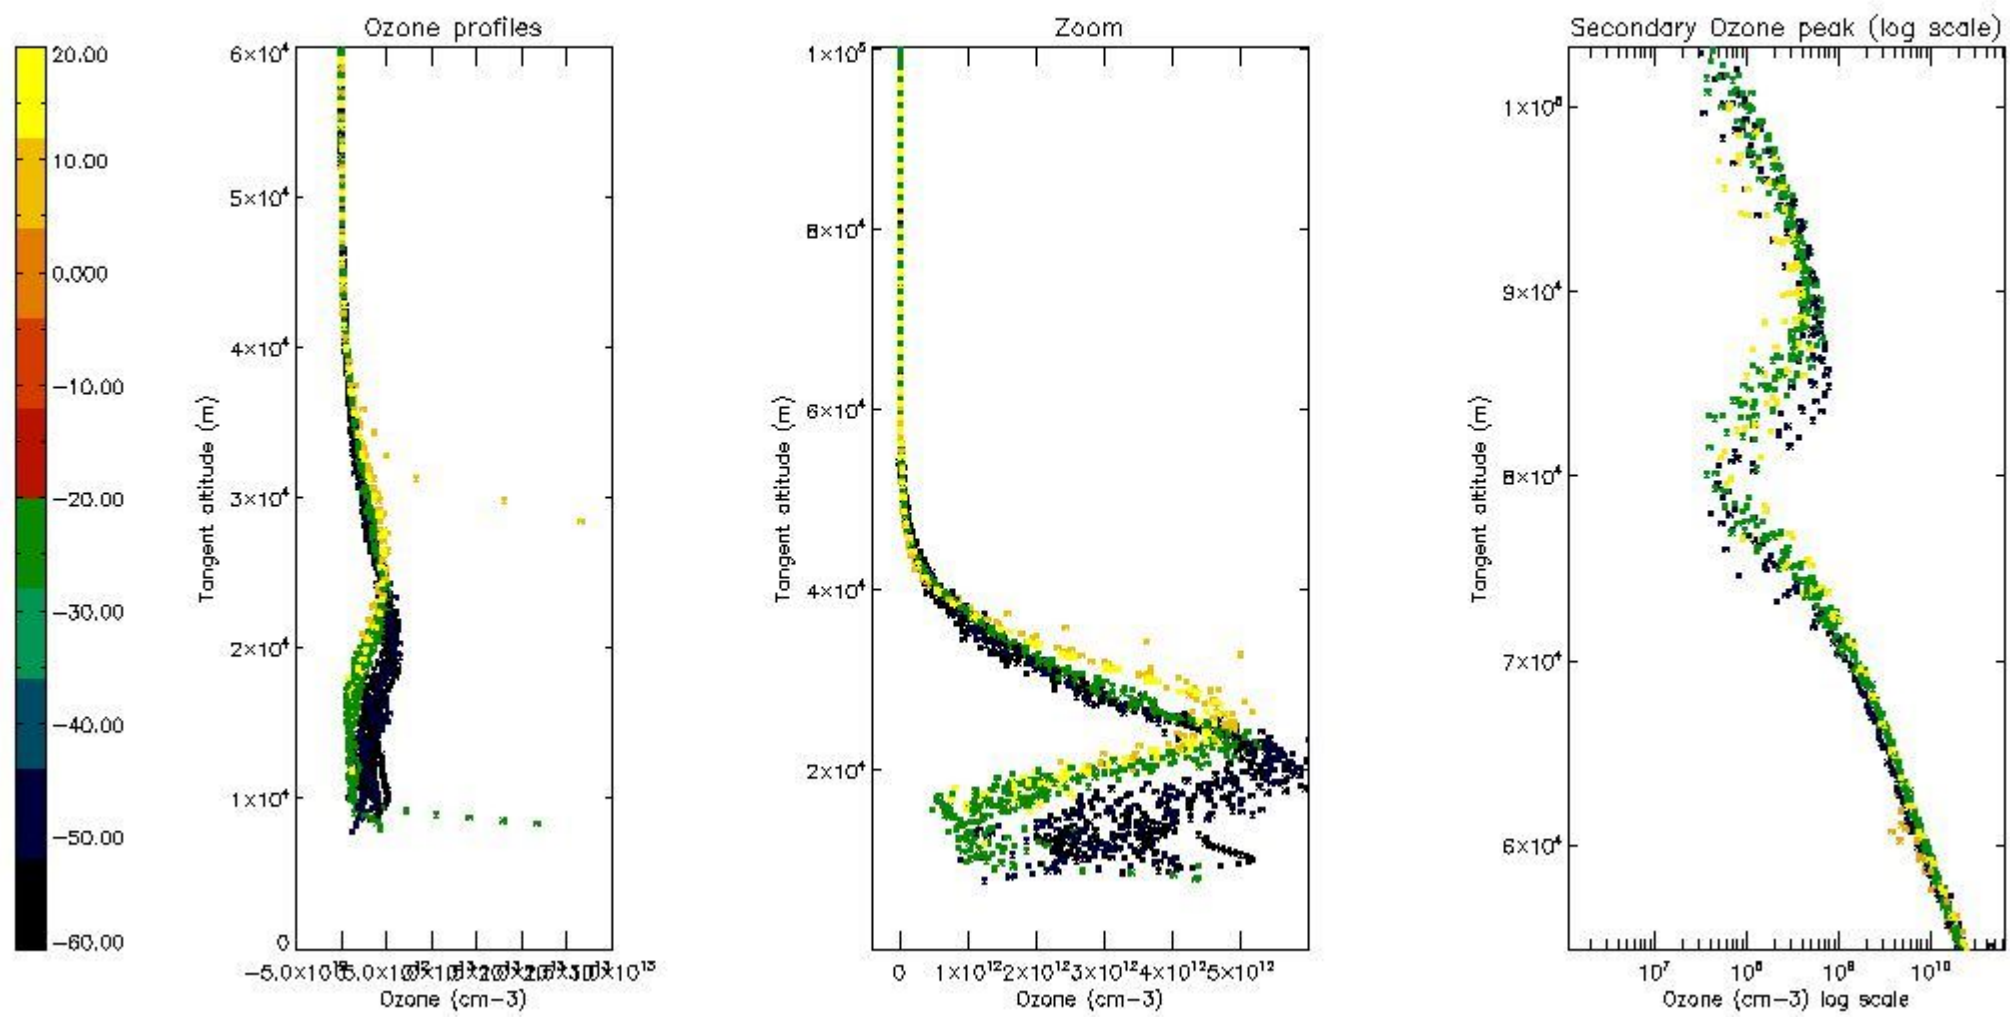 Ozone profiles
Zoom
Secondary Ozone peak (log scale)
20.00
10.00
0.000
−10.00
−20.00
−30.00
−40.00
−50.00
−60.00
6×10⁴
5×10⁴
4×10⁴
3×10⁴
2×10⁴
1×10⁴
0
Tangent altitude (m)
Ozone (cm−3)
1×10⁵
8×10⁴
6×10⁴
4×10⁴
2×10⁴
Tangent altitude (m)
0 1×10¹² 2×10¹² 3×10¹² 4×10¹² 5×10¹²
Ozone (cm−3)
1×10⁵
9×10⁴
8×10⁴
7×10⁴
6×10⁴
Tangent altitude (m)
10⁷ 10⁸ 10⁹ 10¹⁰
Ozone (cm−3) log scale